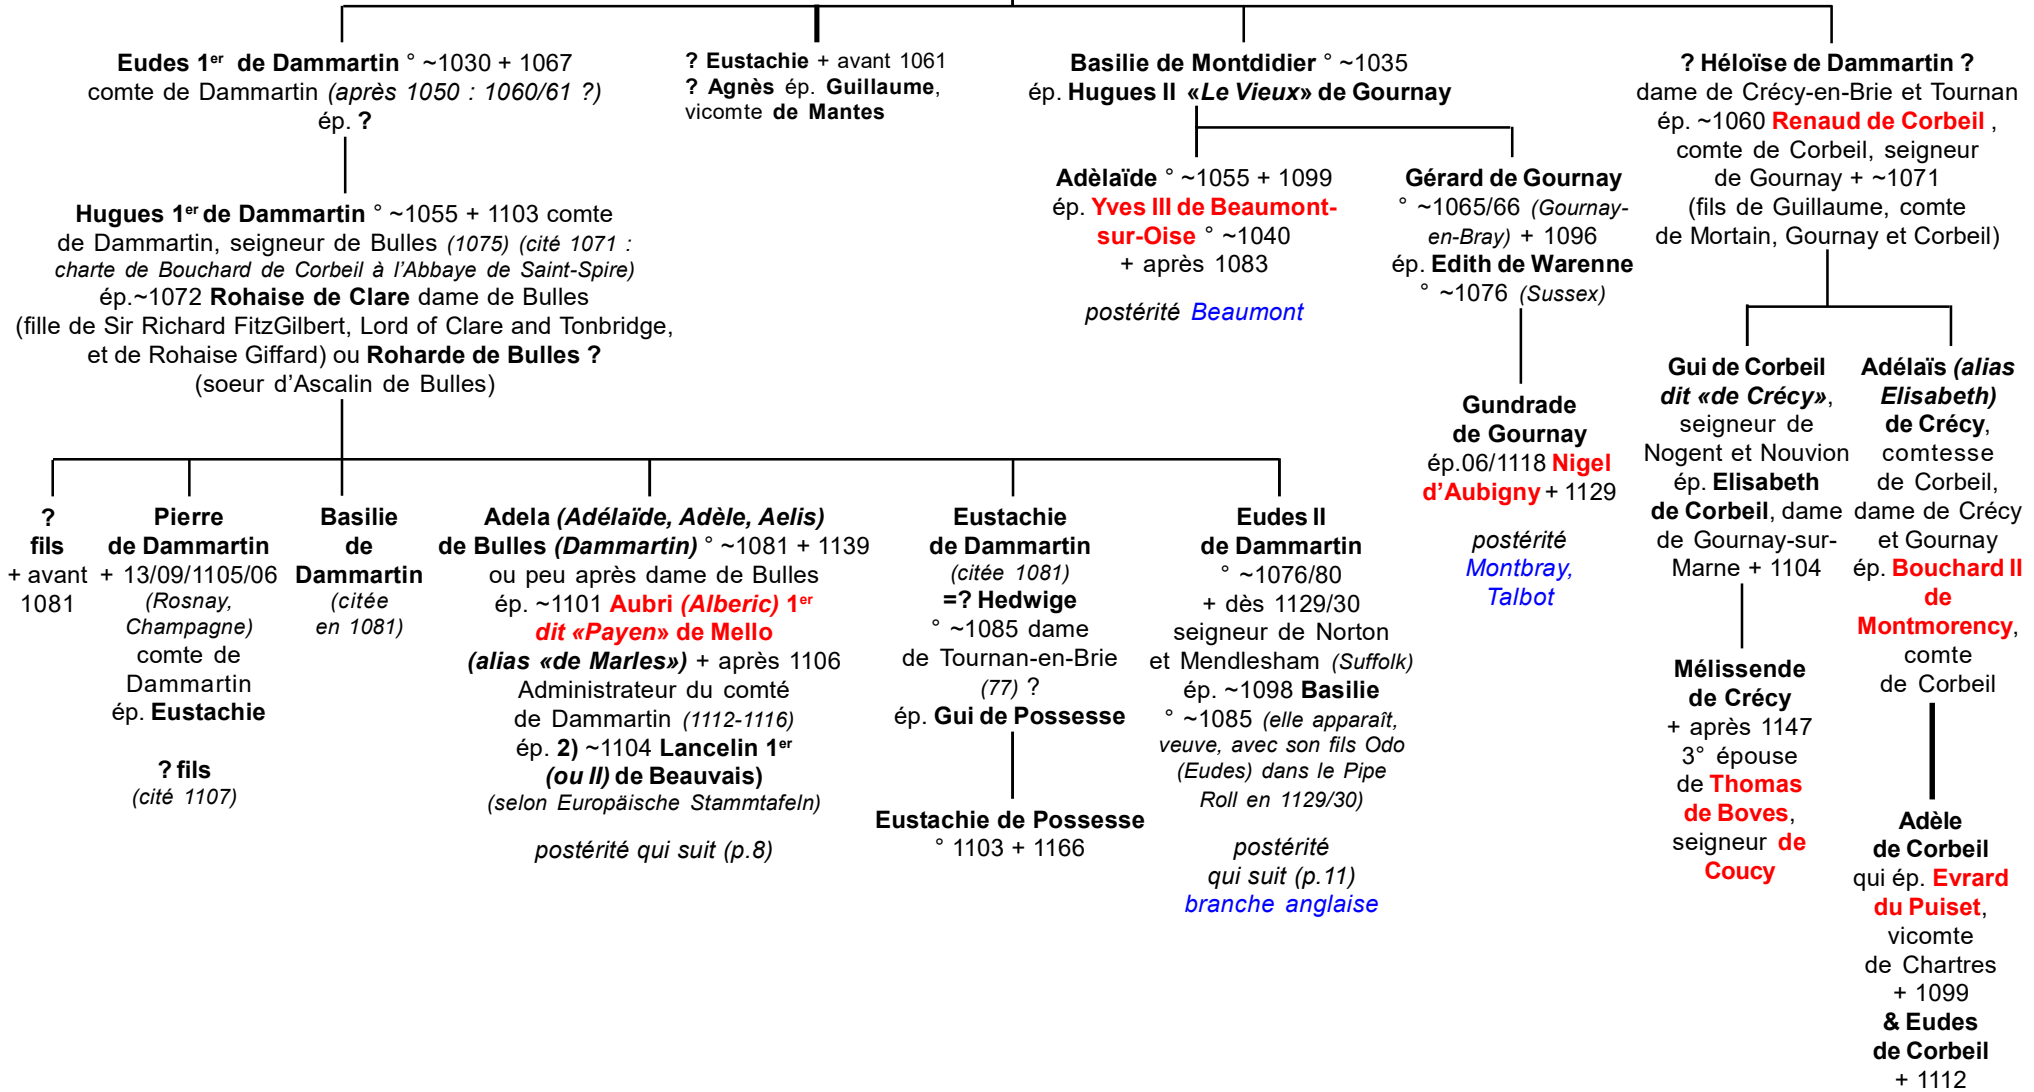 Eudes 1er de Dammartin ° ~1030 + 1067
comte de Dammartin (après 1050 : 1060/61 ?)
ép. ?
? Eustachie + avant 1061
? Agnès ép. Guillaume,
vicomte de Mantes
Basilie de Montdidier ° ~1035
ép. Hugues II «Le Vieux» de Gournay
? Héloïse de Dammartin ?
dame de Crécy-en-Brie et Tournan
ép. ~1060 Renaud de Corbeil ,
comte de Corbeil, seigneur
de Gournay + ~1071
(fils de Guillaume, comte
de Mortain, Gournay et Corbeil)
Hugues 1er de Dammartin ° ~1055 + 1103 comte
de Dammartin, seigneur de Bulles (1075) (cité 1071 :
charte de Bouchard de Corbeil à l'Abbaye de Saint-Spire)
ép.~1072 Rohaise de Clare dame de Bulles
(fille de Sir Richard FitzGilbert, Lord of Clare and Tonbridge,
et de Rohaise Giffard) ou Roharde de Bulles ?
(soeur d'Ascalin de Bulles)
Adèlaïde ° ~1055 + 1099
ép. Yves III de Beaumont-
sur-Oise ° ~1040
+ après 1083
postérité Beaumont
Gérard de Gournay
° ~1065/66 (Gournay-
en-Bray) + 1096
ép. Edith de Warenne
° ~1076 (Sussex)
Gundrade
de Gournay
ép.06/1118 Nigel
d'Aubigny + 1129
postérité
Montbray,
Talbot
Gui de Corbeil
dit «de Crécy»,
seigneur de
Nogent et Nouvion
ép. Elisabeth
de Corbeil, dame
de Gournay-sur-
Marne + 1104
Adélaïs (alias
Elisabeth)
de Crécy,
comtesse
de Corbeil,
dame de Crécy
et Gournay
ép. Bouchard II
de
Montmorency,
comte
de Corbeil
?
fils
+ avant
1081
Pierre
de Dammartin
+ 13/09/1105/06
(Rosnay,
Champagne)
comte de
Dammartin
ép. Eustachie
? fils
(cité 1107)
Basilie
de
Dammartin
(citée
en 1081)
Adela (Adélaïde, Adèle, Aelis)
de Bulles (Dammartin) ° ~1081 + 1139
ou peu après dame de Bulles
ép. ~1101 Aubri (Alberic) 1er
dit «Payen» de Mello
(alias «de Marles») + après 1106
Administrateur du comté
de Dammartin (1112-1116)
ép. 2) ~1104 Lancelin 1er
(ou II) de Beauvais)
(selon Europäische Stammtafeln)
postérité qui suit (p.8)
Eustachie
de Dammartin
(citée 1081)
=? Hedwige
° ~1085 dame
de Tournan-en-Brie
(77) ?
ép. Gui de Possesse
Eustachie de Possesse
° 1103 + 1166
Eudes II
de Dammartin
° ~1076/80
+ dès 1129/30
seigneur de Norton
et Mendlesham (Suffolk)
ép. ~1098 Basilie
° ~1085 (elle apparaît,
veuve, avec son fils Odo
(Eudes) dans le Pipe
Roll en 1129/30)
postérité
qui suit (p.11)
branche anglaise
Mélissende
de Crécy
+ après 1147
3° épouse
de Thomas
de Boves,
seigneur de
Coucy
Adèle
de Corbeil
qui ép. Evrard
du Puiset,
vicomte
de Chartres
+ 1099
& Eudes
de Corbeil
+ 1112